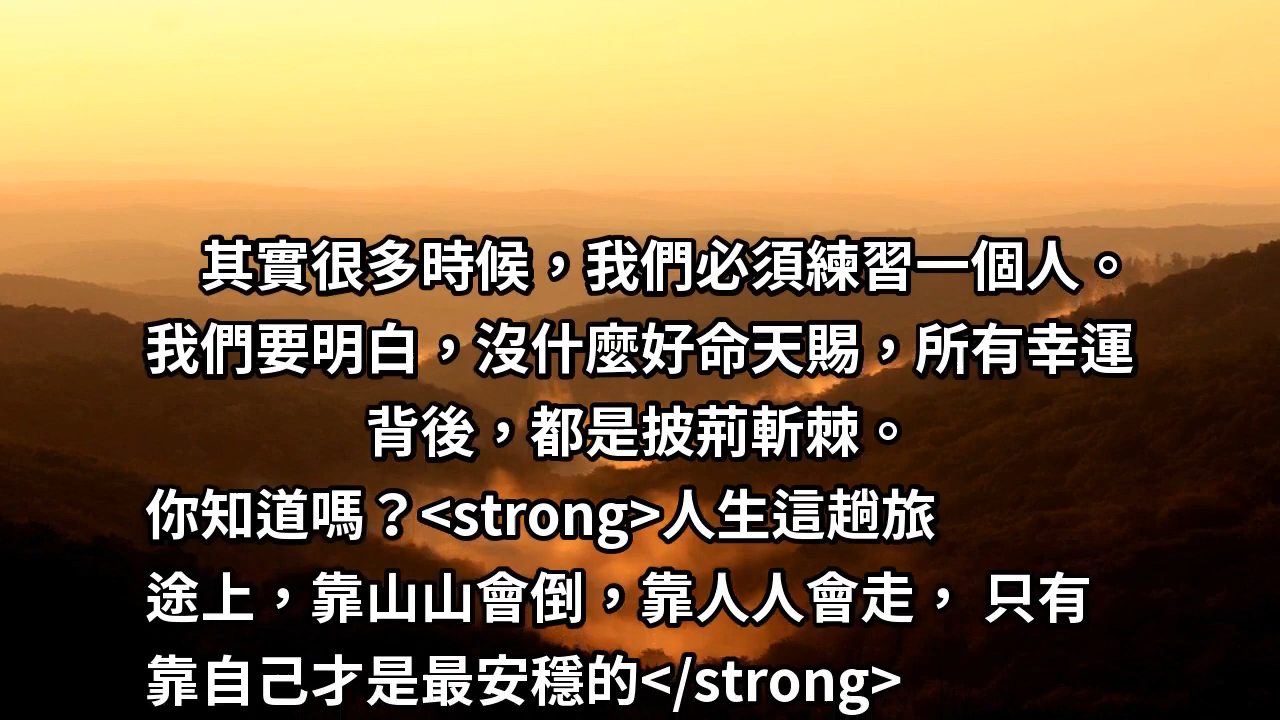 其實很多時候，我們必須練習一個人。
我們要明白，沒什麼好命天賜，所有幸運
背後，都是披荊斬棘。
你知道嗎？<strong>人生這趟旅
途上，靠山山會倒，靠人人會走， 只有
靠自己才是最安穩的</strong>